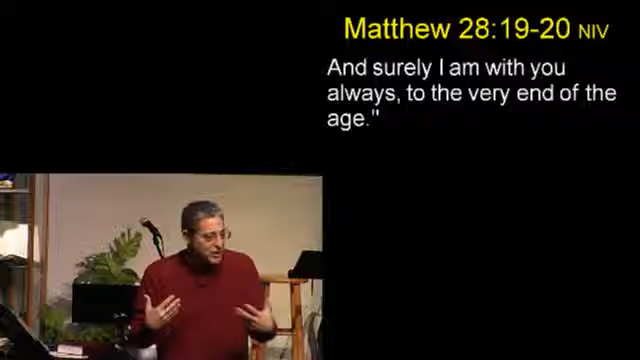 Matthew 28:19-20 NIV
And surely I am with you
always, to the very end of the
age."